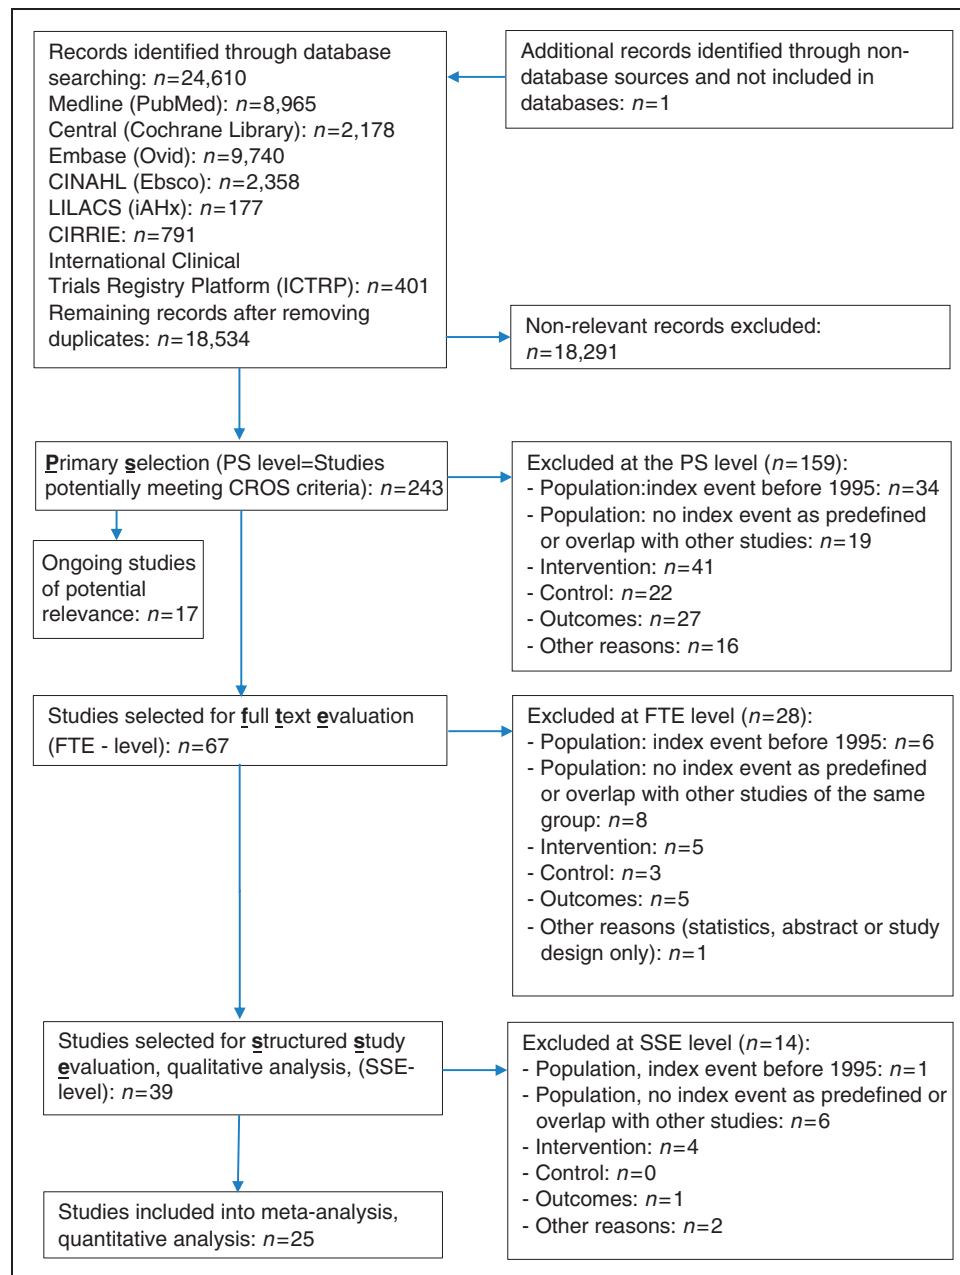 Records identified through database
searching: n=24,610
Medline (PubMed): n=8,965
Central (Cochrane Library): n=2,178
Embase (Ovid): n=9,740
CINAHL (Ebsco): n=2,358
LILACS (iAHx): n=177
CIRRIE: n=791
International Clinical
Trials Registry Platform (ICTRP): n=401
Remaining records after removing
duplicates: n=18,534
Additional records identified through non-
database sources and not included in
databases: n=1
Non-relevant records excluded:
n=18,291
Primary selection (PS level=Studies
potentially meeting CROS criteria): n=243
Excluded at the PS level (n=159):
- Population:index event before 1995: n=34
- Population: no index event as predefined
or overlap with other studies: n=19
- Intervention: n=41
- Control: n=22
- Outcomes: n=27
- Other reasons: n=16
Ongoing studies
of potential
relevance: n=17
Studies selected for full text evaluation
(FTE - level): n=67
Excluded at FTE level (n=28):
- Population: index event before 1995: n=6
- Population: no index event as predefined
or overlap with other studies of the same
group: n=8
- Intervention: n=5
- Control: n=3
- Outcomes: n=5
- Other reasons (statistics, abstract or study
design only): n=1
Studies selected for structured study
evaluation, qualitative analysis, (SSE-
level): n=39
Excluded at SSE level (n=14):
- Population, index event before 1995: n=1
- Population, no index event as predefined or
overlap with other studies: n=6
- Intervention: n=4
- Control: n=0
- Outcomes: n=1
- Other reasons: n=2
Studies included into meta-analysis,
quantitative analysis: n=25